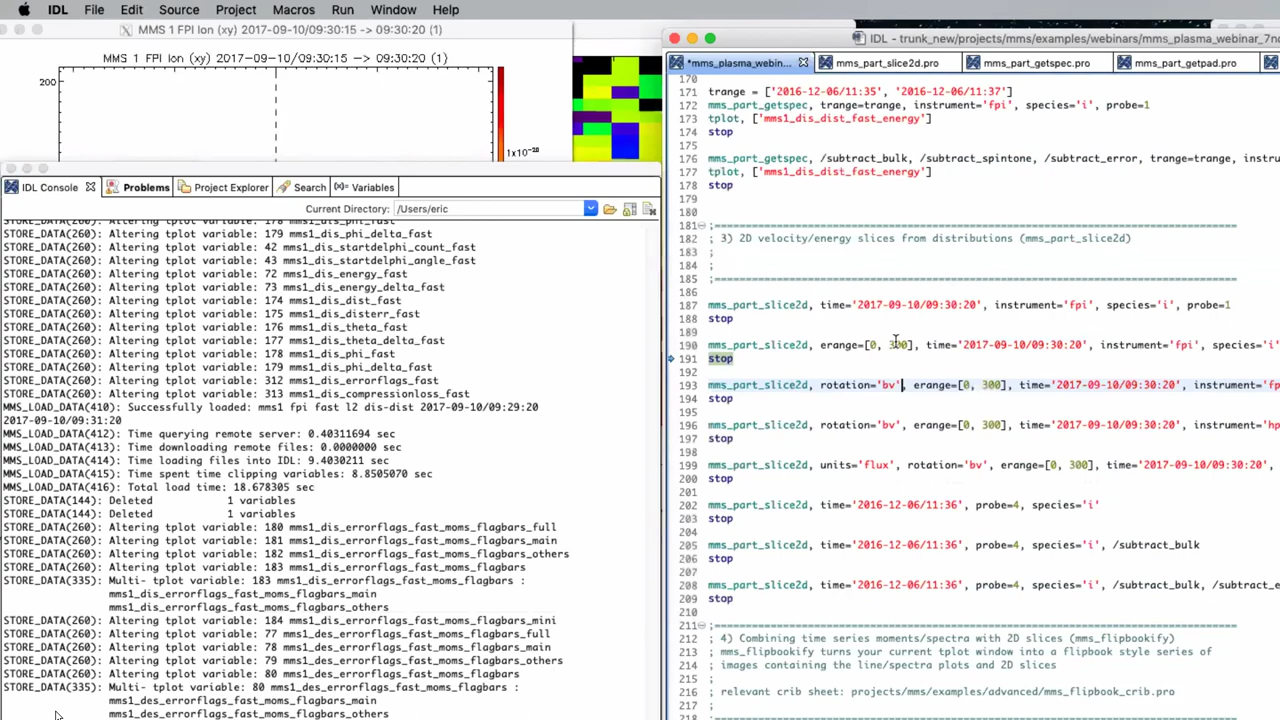 IDL File Edit Source Project Macros Run Window Help
MMS 1 FPI Ion (xy) 2017-09-10/09:30:15 -> 09:30:20 (1)
MMS 1 FPI Ion (xy) 2017-09-10/09:30:15 -> 09:30:20 (1)
200
1x10⁻²⁰
IDL Console Problems Project Explorer Search Variables
Current Directory: /Users/eric
STORE_DATA(260): Altering tplot variable: 178 mms1_dis_phi_fast
STORE_DATA(260): Altering tplot variable: 179 mms1_dis_phi_delta_fast
STORE_DATA(260): Altering tplot variable: 42 mms1_dis_startdelphi_count_fast
STORE_DATA(260): Altering tplot variable: 43 mms1_dis_startdelphi_angle_fast
STORE_DATA(260): Altering tplot variable: 72 mms1_dis_energy_fast
STORE_DATA(260): Altering tplot variable: 73 mms1_dis_energy_delta_fast
STORE_DATA(260): Altering tplot variable: 174 mms1_dis_dist_fast
STORE_DATA(260): Altering tplot variable: 175 mms1_dis_disterr_fast
STORE_DATA(260): Altering tplot variable: 176 mms1_dis_theta_fast
STORE_DATA(260): Altering tplot variable: 177 mms1_dis_theta_delta_fast
STORE_DATA(260): Altering tplot variable: 178 mms1_dis_phi_fast
STORE_DATA(260): Altering tplot variable: 179 mms1_dis_phi_delta_fast
STORE_DATA(260): Altering tplot variable: 312 mms1_dis_errorflags_fast
STORE_DATA(260): Altering tplot variable: 313 mms1_dis_compressionloss_fast
MMS_LOAD_DATA(410): Successfully loaded: mms1 fpi fast l2 dis-dist 2017-09-10/09:29:20
2017-09-10/09:31:20
MMS_LOAD_DATA(412): Time querying remote server: 0.40311694 sec
MMS_LOAD_DATA(413): Time downloading remote files: 0.0000000 sec
MMS_LOAD_DATA(414): Time loading files into IDL: 9.4030211 sec
MMS_LOAD_DATA(415): Time spent time clipping variables: 8.8505070 sec
MMS_LOAD_DATA(416): Total load time: 18.678305 sec
STORE_DATA(144): Deleted 1 variables
STORE_DATA(144): Deleted 1 variables
STORE_DATA(260): Altering tplot variable: 180 mms1_dis_errorflags_fast_moms_flagbars_full
STORE_DATA(260): Altering tplot variable: 181 mms1_dis_errorflags_fast_moms_flagbars_main
STORE_DATA(260): Altering tplot variable: 182 mms1_dis_errorflags_fast_moms_flagbars_others
STORE_DATA(260): Altering tplot variable: 183 mms1_dis_errorflags_fast_moms_flagbars
STORE_DATA(335): Multi- tplot variable: 183 mms1_dis_errorflags_fast_moms_flagbars :
mms1_dis_errorflags_fast_moms_flagbars_main
mms1_dis_errorflags_fast_moms_flagbars_others
STORE_DATA(260): Altering tplot variable: 184 mms1_dis_errorflags_fast_moms_flagbars_mini
STORE_DATA(260): Altering tplot variable: 77 mms1_des_errorflags_fast_moms_flagbars_full
STORE_DATA(260): Altering tplot variable: 78 mms1_des_errorflags_fast_moms_flagbars_main
STORE_DATA(260): Altering tplot variable: 79 mms1_des_errorflags_fast_moms_flagbars_others
STORE_DATA(260): Altering tplot variable: 80 mms1_des_errorflags_fast_moms_flagbars
STORE_DATA(335): Multi- tplot variable: 80 mms1_des_errorflags_fast_moms_flagbars :
mms1_des_errorflags_fast_moms_flagbars_main
mms1_des_errorflags_fast_moms_flagbars_others
IDL - trunk_new/projects/mms/examples/webinars/mms_plasma_webinar_7n
*mms_plasma_webin... mms_part_slice2d.pro mms_part_getspec.pro mms_part_getpad.pro
170
171 trange = ['2016-12-06/11:35', '2016-12-06/11:37']
172 mms_part_getspec, trange=trange, instrument='fpi', species='i', probe=1
173 tplot, ['mms1_dis_dist_fast_energy']
174 stop
175
176 mms_part_getspec, /subtract_bulk, /subtract_spintone, /subtract_error, trange=trange, instru
177 tplot, ['mms1_dis_dist_fast_energy']
178 stop
179
180
181 ;=======================================================================
182 ; 3) 2D velocity/energy slices from distributions (mms_part_slice2d)
183 ;
184 ;
185 ;=======================================================================
186
187 mms_part_slice2d, time='2017-09-10/09:30:20', instrument='fpi', species='i', probe=1
188 stop
189
190 mms_part_slice2d, erange=[0, 300], time='2017-09-10/09:30:20', instrument='fpi', species='i'
191 stop
192
193 mms_part_slice2d, rotation='bv', erange=[0, 300], time='2017-09-10/09:30:20', instrument='fp
194 stop
195
196 mms_part_slice2d, rotation='bv', erange=[0, 300], time='2017-09-10/09:30:20', instrument='hp
197 stop
198
199 mms_part_slice2d, units='flux', rotation='bv', erange=[0, 300], time='2017-09-10/09:30:20',
200 stop
201
202 mms_part_slice2d, time='2016-12-06/11:36', probe=4, species='i'
203 stop
204
205 mms_part_slice2d, time='2016-12-06/11:36', probe=4, species='i', /subtract_bulk
206 stop
207
208 mms_part_slice2d, time='2016-12-06/11:36', probe=4, species='i', /subtract_bulk, /subtract_e
209 stop
210
211 ;=======================================================================
212 ; 4) Combining time series moments/spectra with 2D slices (mms_flipbookify)
213 ; mms_flipbookify turns your current tplot window into a flipbook style series of
214 ; images containing the line/spectra plots and 2D slices
215 ;
216 ; relevant crib sheet: projects/mms/examples/advanced/mms_flipbook_crib.pro
217 ;
218 ;=======================================================================